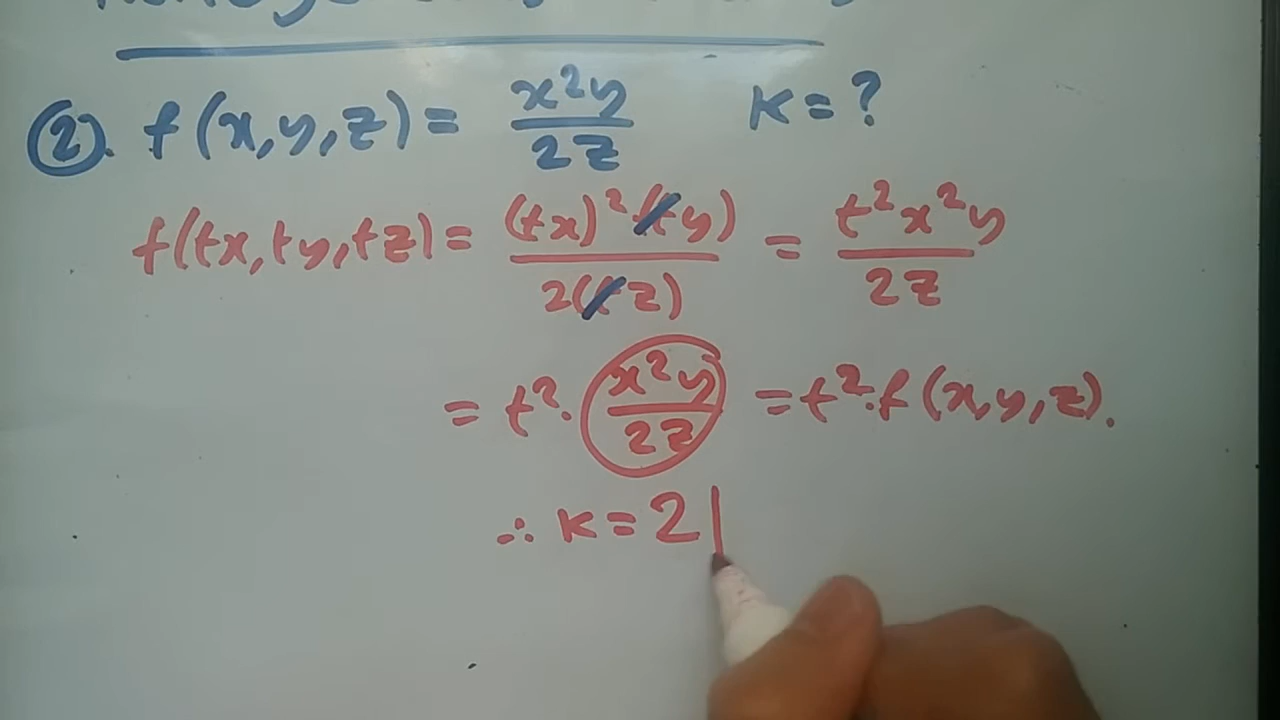 ②. f(x,y,z) = x²y/2z K = ?
f(tx,ty,tz) = (tx)²(ty)/2(tz) = t²x²y/2z
= t². x²y/2z = t².f(x,y,z).
∴ K = 2